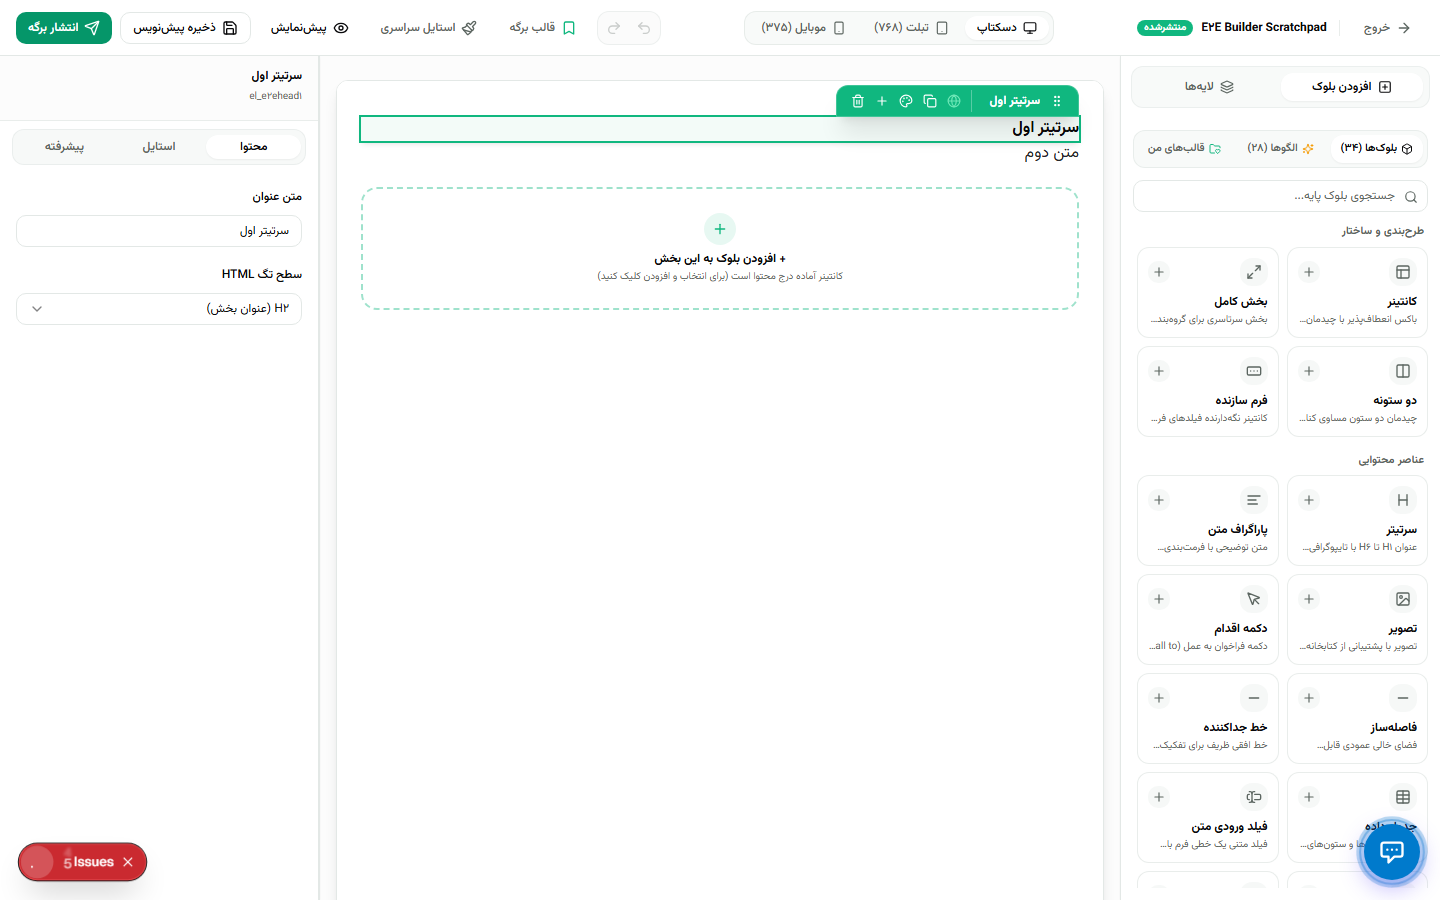 خروج
E2E Builder Scratchpad
منتشرشده
دسکتاپ
تبلت (۷۶۸)
موبایل (۳۷۵)
قالب برگه
استایل سراسری
پیش‌نمایش
ذخیره پیش‌نویس
انتشار برگه
افزودن بلوک
لایه‌ها
بلوک‌ها (۳۴)
الگوها (۲۸)
قالب‌های من
جستجوی بلوک پایه...
طرح‌بندی و ساختار
کانتینر
باکس انعطاف‌پذیر با چیدمان...
بخش کامل
بخش سرتاسری برای گروه‌بند...
دو ستونه
چیدمان دو ستون مساوی کنا...
فرم سازنده
کانتینر نگه‌دارنده فیلدهای فر...
عناصر محتوایی
سرتیتر
عنوان H۱ تا H۶ با تایپوگرافی...
پاراگراف متن
متن توضیحی با فرمت‌بندی...
تصویر
تصویر با پشتیبانی از کتابخانه...
دکمه اقدام
دکمه فراخوان به عمل (all to...
فاصله‌ساز
فضای خالی عمودی قابل...
خط جداکننده
خط افقی ظریف برای تفکیک...
فیلد ورودی متن
فیلد متنی یک خطی فرم با...
سرتیتر اول
سرتیتر اول
متن دوم
+ افزودن بلوک به این بخش
کانتینر آماده درج محتوا است (برای انتخاب و افزودن کلیک کنید)
سرتیتر اول
el_e۲ehead۱
محتوا
استایل
پیشرفته
متن عنوان
سرتیتر اول
سطح تگ HTML
H۲ (عنوان بخش)
5 Issues